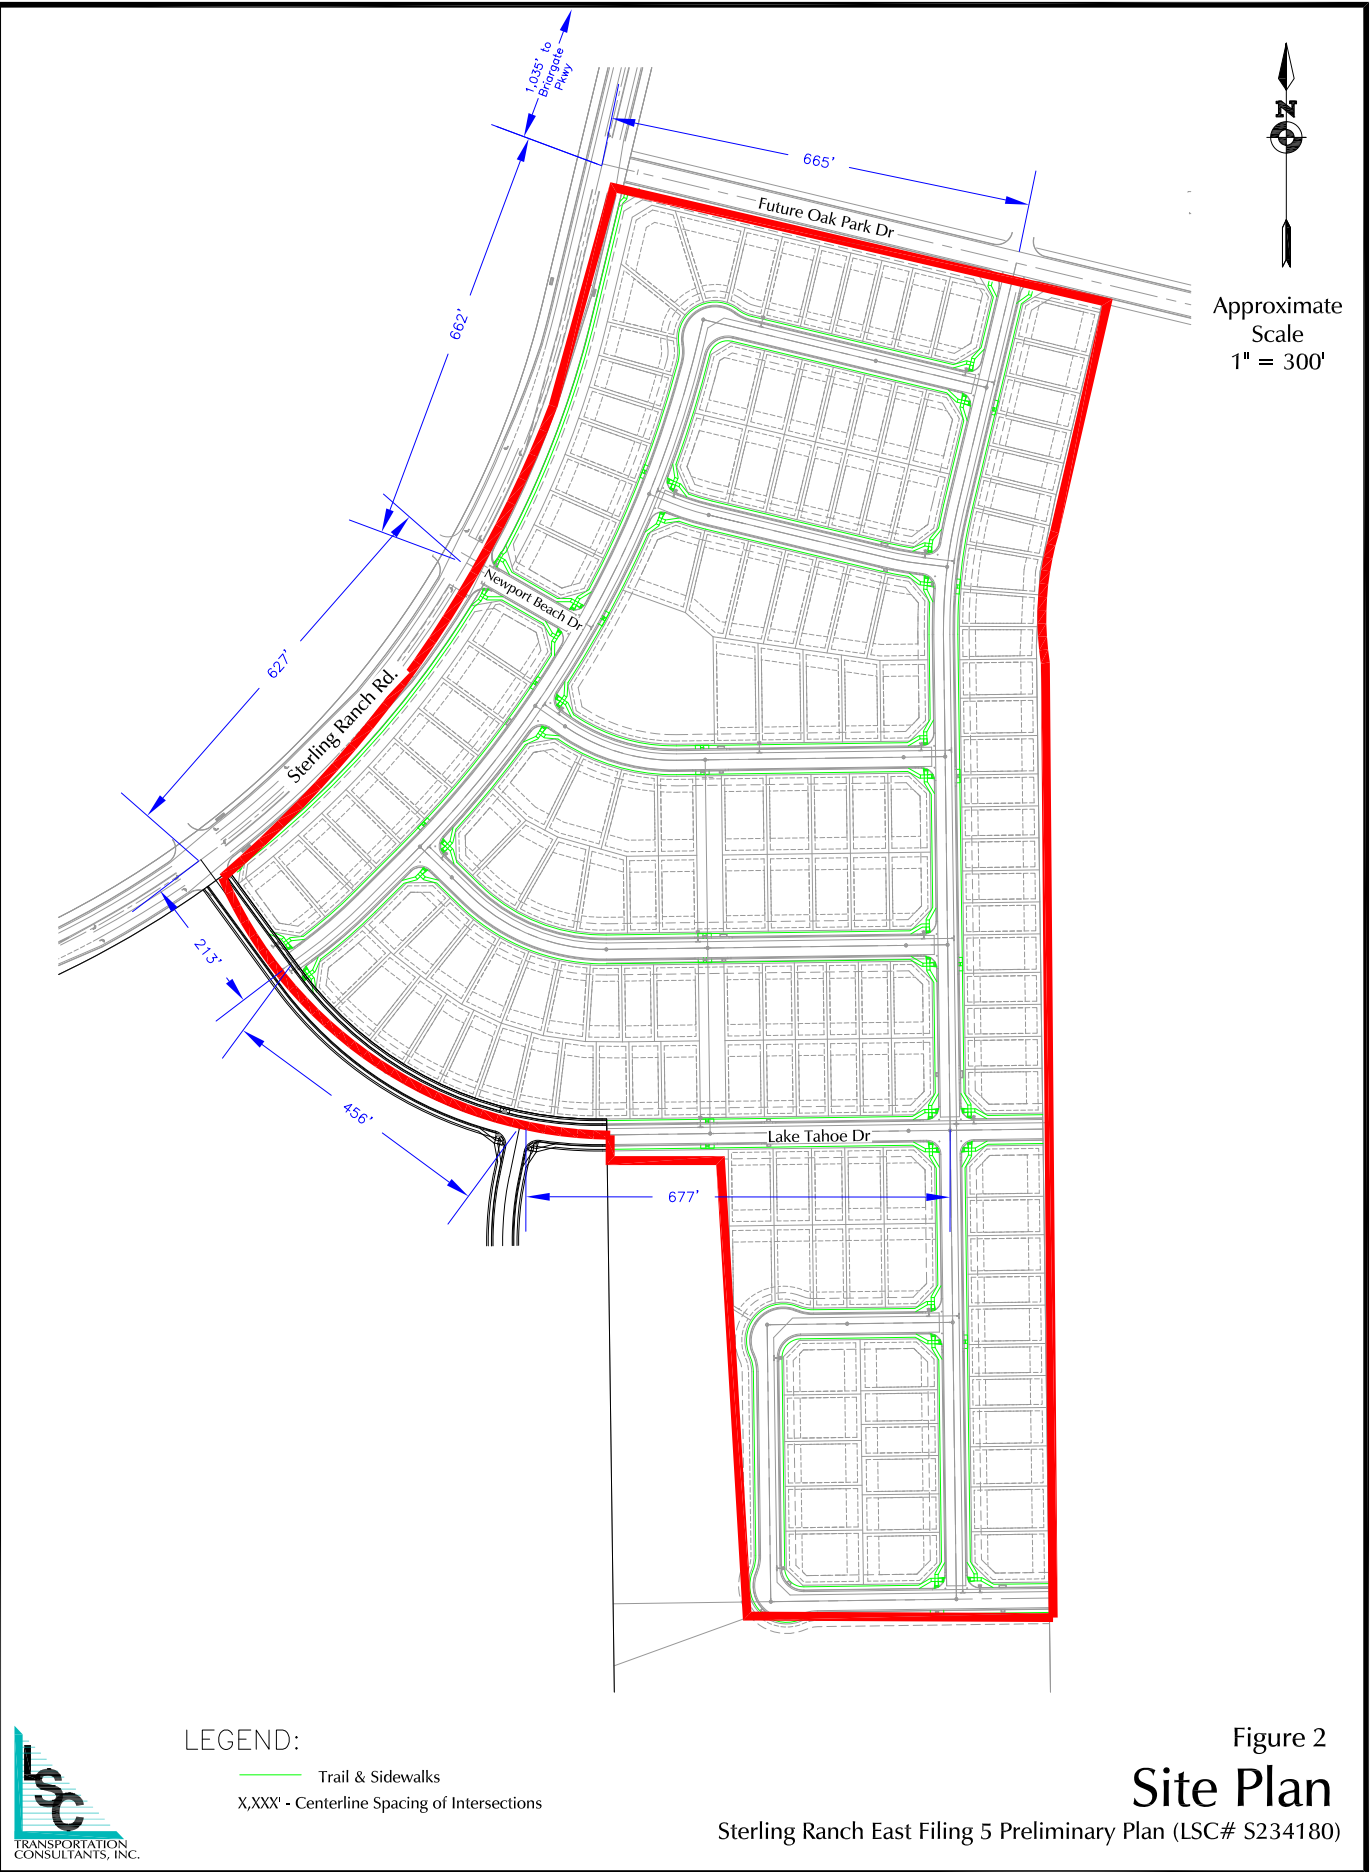 1,035' to
Briargate
Pkwy
N
665'
Future Oak Park Dr
Approximate
Scale
1" = 300'
662'
Newport Beach Dr
627'
Sterling Ranch Rd.
213'
456'
Lake Tahoe Dr
677'
LEGEND:
Trail & Sidewalks
X,XXX' - Centerline Spacing of Intersections
LSC
TRANSPORTATION
CONSULTANTS, INC.
Figure 2
Site Plan
Sterling Ranch East Filing 5 Preliminary Plan (LSC# S234180)